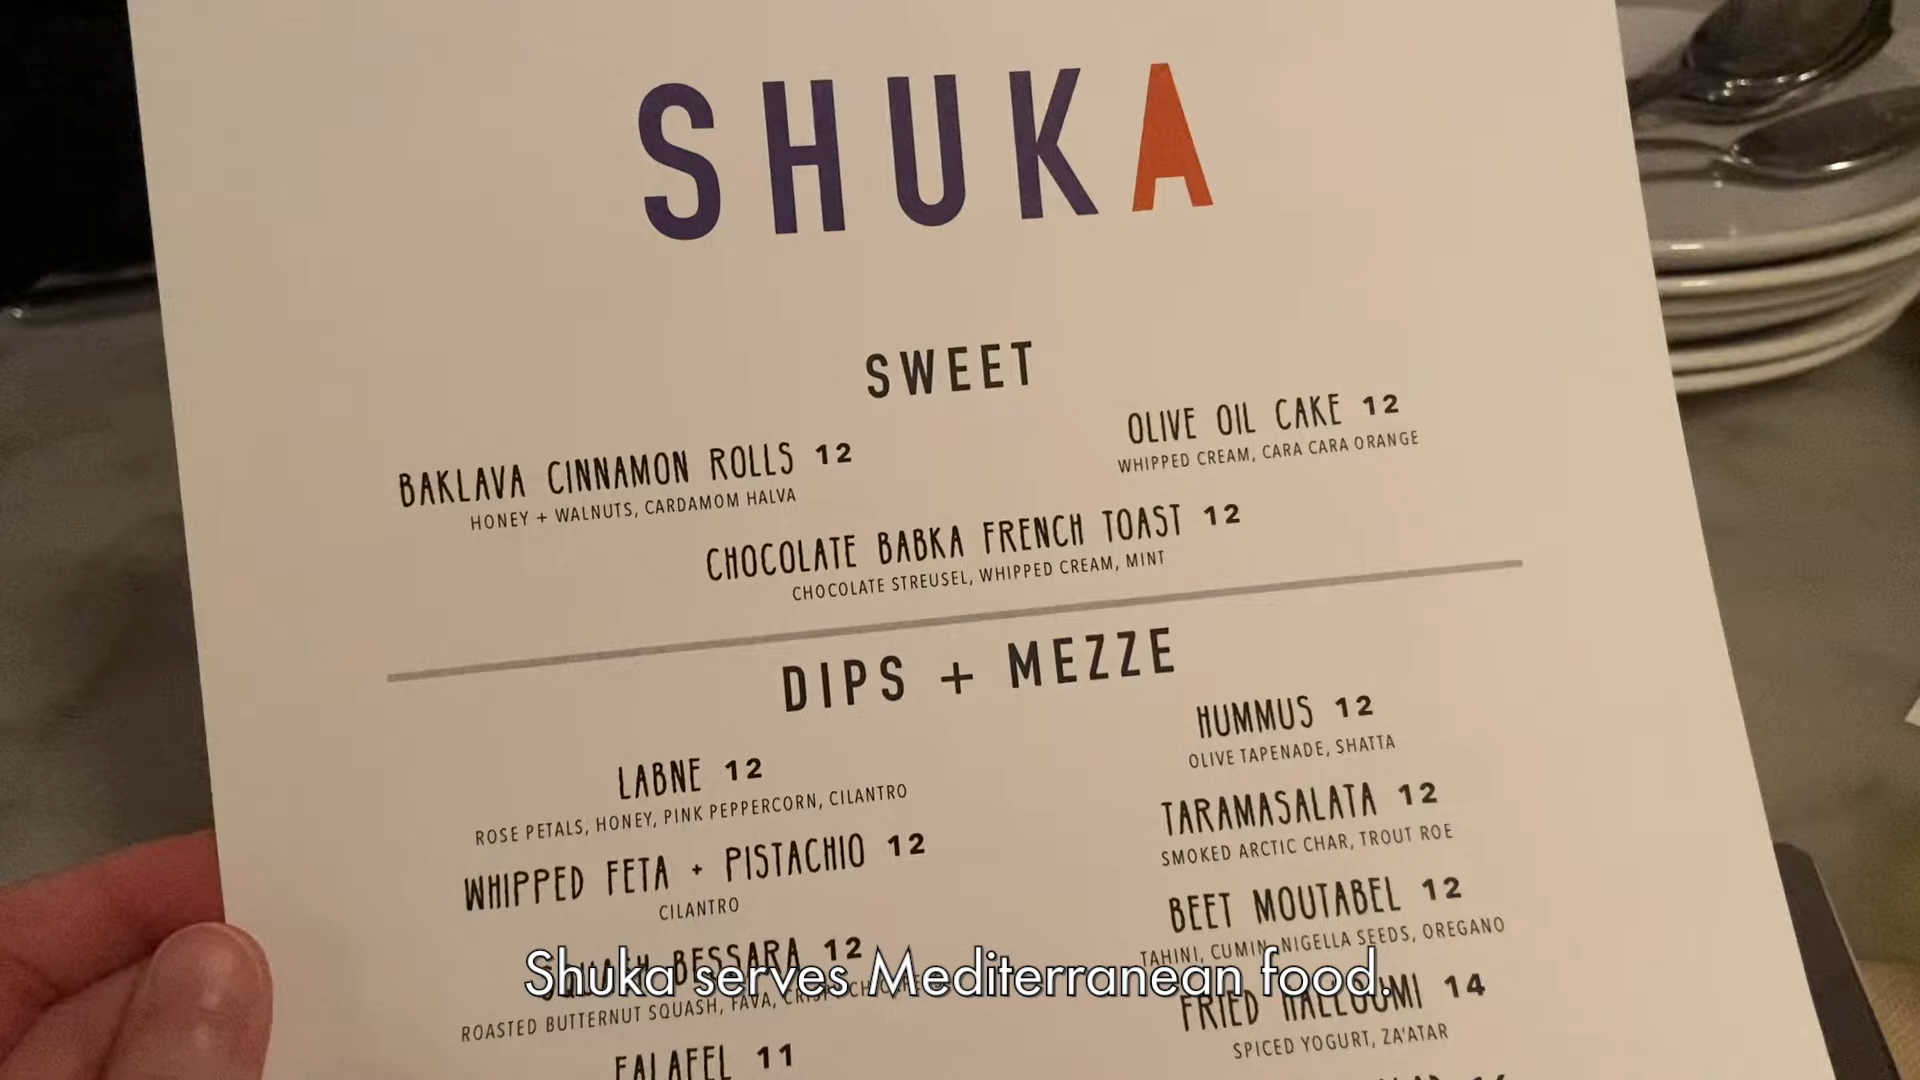 SHUKA
SWEET
BAKLAVA CINNAMON ROLLS 12
HONEY + WALNUTS, CARDAMOM HALVA
OLIVE OIL CAKE 12
WHIPPED CREAM, CARA CARA ORANGE
CHOCOLATE BABKA FRENCH TOAST 12
CHOCOLATE STREUSEL, WHIPPED CREAM, MINT
DIPS + MEZZE
LABNE 12
ROSE PETALS, HONEY, PINK PEPPERCORN, CILANTRO
WHIPPED FETA + PISTACHIO 12
CILANTRO
SQUASH BESSARA 12
ROASTED BUTTERNUT SQUASH, FAVA,
FALAFEL 11
HUMMUS 12
OLIVE TAPENADE, SHATTA
TARAMASALATA 12
SMOKED ARCTIC CHAR, TROUT ROE
BEET MOUTABEL 12
TAHINI, CUMIN, NIGELLA SEEDS, OREGANO
FRIED HALLOUMI 14
SPICED YOGURT, ZA'ATAR
Shuka serves Mediterranean food.